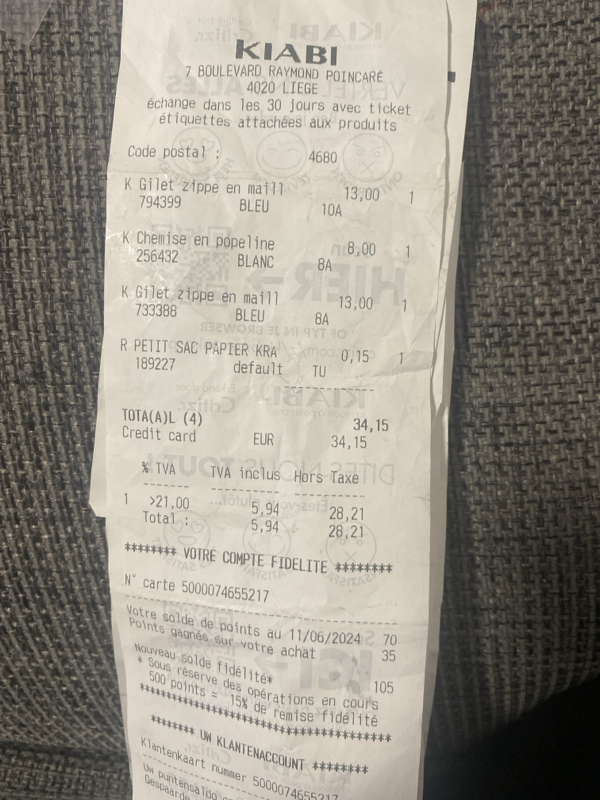 KIABI
7 BOULEVARD RAYMOND POINCARÉ
4020 LIEGE
échange dans les 30 jours avec ticket
étiquettes attachées aux produits
Code postal : 4680
K Gilet zippe en maill 13,00 1
794399 BLEU 10A
K Chemise en popeline 8,00 1
256432 BLANC 8A
K Gilet zippe en maill 13,00 1
733388 BLEU 8A
R PETIT SAC PAPIER KRA 0,15 1
189227 default TU
--------------
TOTA(A)L (4) 34,15
Credit card EUR 34,15
% TVA TVA inclus Hors Taxe
1 >21,00 5,94 28,21
Total : 5,94 28,21
******** VOTRE COMPTE FIDELITE ********
N° carte 5000074655217
Votre solde de points au 11/06/2024 70
Points gagnés sur votre achat 35
Nouveau solde fidélité* 105
* Sous réserve des opérations en cours
500 points = 15% de remise fidélité
******** UW KLANTENACCOUNT ********
Klantenkaart nummer 5000074655217
Uw puntensaldo
Gespaarde